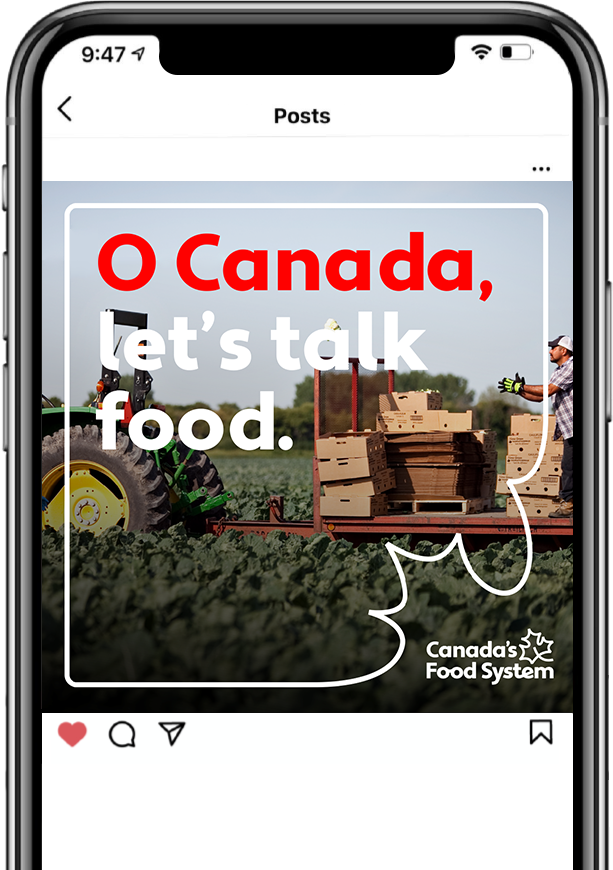 9:47
Posts
O Canada,
let's talk
food.
Canada's
Food System